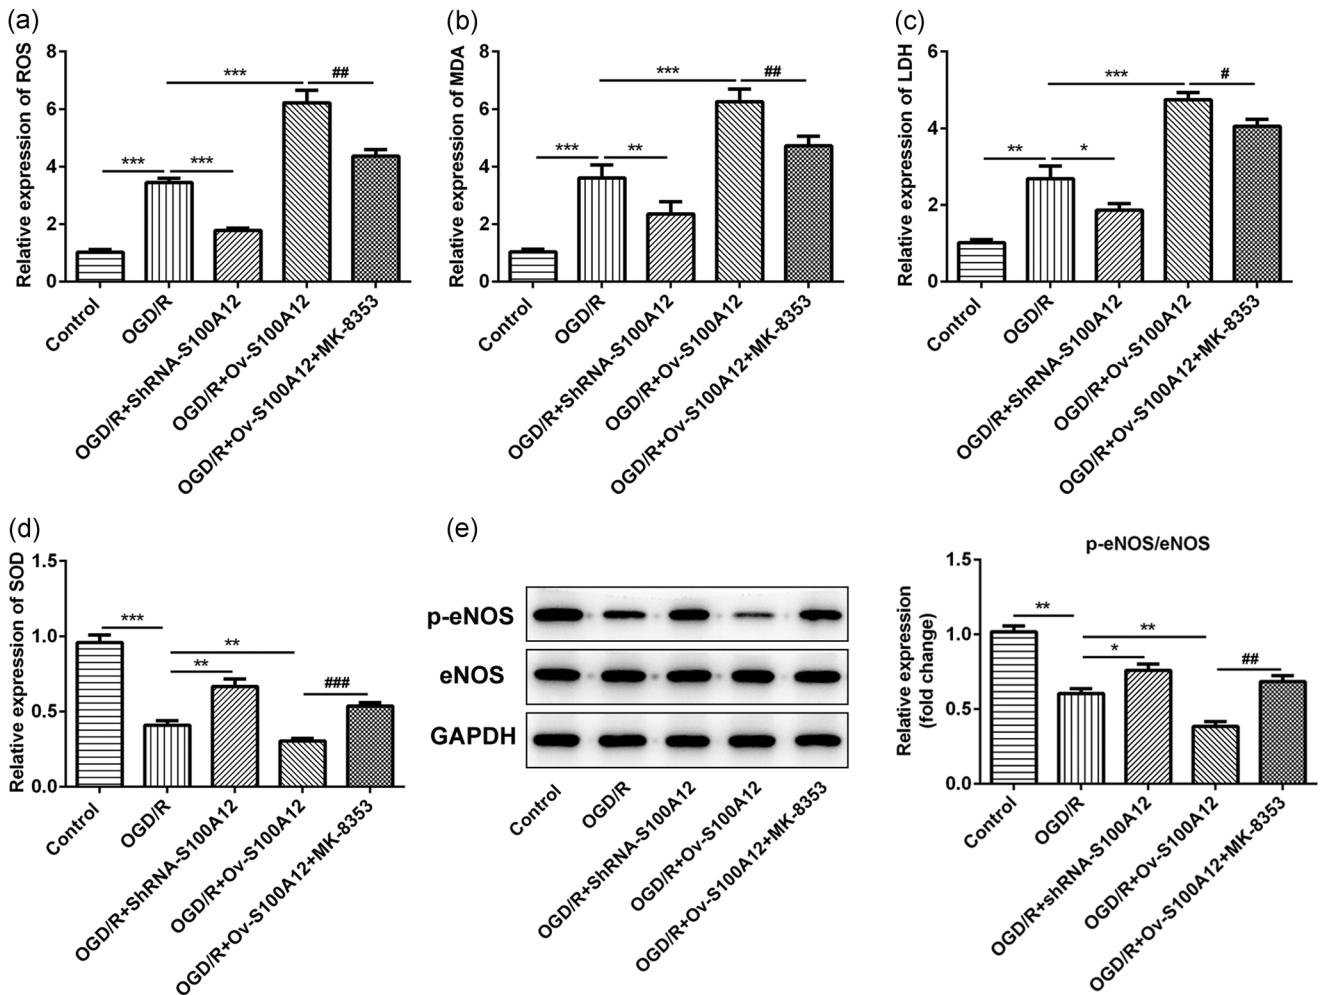 (a)
Relative expression of ROS
8
6
4
2
0
***
***
***
##
Control
OGD/R
OGD/R+ShRNA-S100A12
OGD/R+Ov-S100A12
OGD/R+Ov-S100A12+MK-8353
(b)
Relative expression of MDA
8
6
4
2
0
***
**
***
##
Control
OGD/R
OGD/R+ShRNA-S100A12
OGD/R+Ov-S100A12
OGD/R+Ov-S100A12+MK-8353
(c)
Relative expression of LDH
6
4
2
0
**
*
***
#
Control
OGD/R
OGD/R+ShRNA-S100A12
OGD/R+Ov-S100A12
OGD/R+Ov-S100A12+MK-8353
(d)
Relative expression of SOD
1.5
1.0
0.5
0.0
***
**
**
###
Control
OGD/R
OGD/R+ShRNA-S100A12
OGD/R+Ov-S100A12
OGD/R+Ov-S100A12+MK-8353
(e)
p-eNOS
eNOS
GAPDH
Control
OGD/R
OGD/R+ShRNA-S100A12
OGD/R+Ov-S100A12
OGD/R+Ov-S100A12+MK-8353
p-eNOS/eNOS
Relative expression
(fold change)
1.5
1.0
0.5
0.0
**
*
**
##
Control
OGD/R
OGD/R+shRNA-S100A12
OGD/R+Ov-S100A12
OGD/R+Ov-S100A12+MK-8353